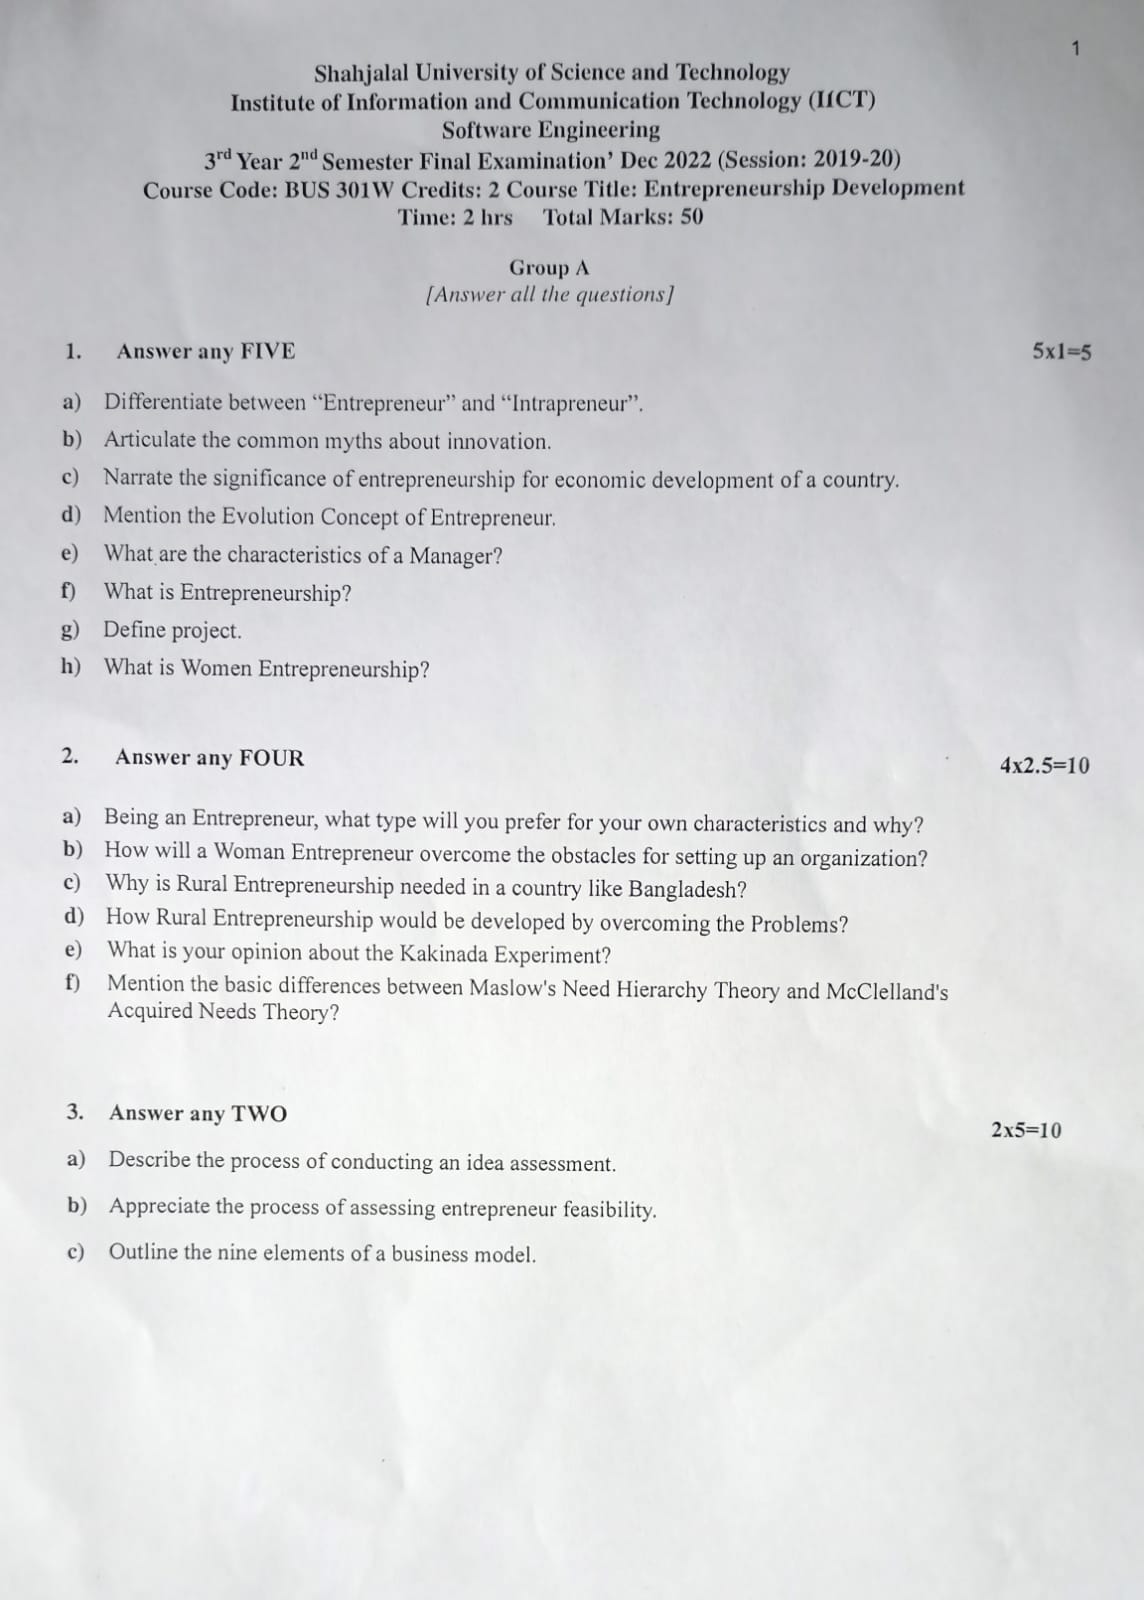 1
Shahjalal University of Science and Technology
Institute of Information and Communication Technology (IICT)
Software Engineering
3rd Year 2nd Semester Final Examination’ Dec 2022 (Session: 2019-20)
Course Code: BUS 301W Credits: 2 Course Title: Entrepreneurship Development
Time: 2 hrs Total Marks: 50
Group A
[Answer all the questions]
1. Answer any FIVE 5x1=5
a) Differentiate between “Entrepreneur” and “Intrapreneur”.
b) Articulate the common myths about innovation.
c) Narrate the significance of entrepreneurship for economic development of a country.
d) Mention the Evolution Concept of Entrepreneur.
e) What are the characteristics of a Manager?
f) What is Entrepreneurship?
g) Define project.
h) What is Women Entrepreneurship?
2. Answer any FOUR 4x2.5=10
a) Being an Entrepreneur, what type will you prefer for your own characteristics and why?
b) How will a Woman Entrepreneur overcome the obstacles for setting up an organization?
c) Why is Rural Entrepreneurship needed in a country like Bangladesh?
d) How Rural Entrepreneurship would be developed by overcoming the Problems?
e) What is your opinion about the Kakinada Experiment?
f) Mention the basic differences between Maslow's Need Hierarchy Theory and McClelland's
Acquired Needs Theory?
3. Answer any TWO 2x5=10
a) Describe the process of conducting an idea assessment.
b) Appreciate the process of assessing entrepreneur feasibility.
c) Outline the nine elements of a business model.